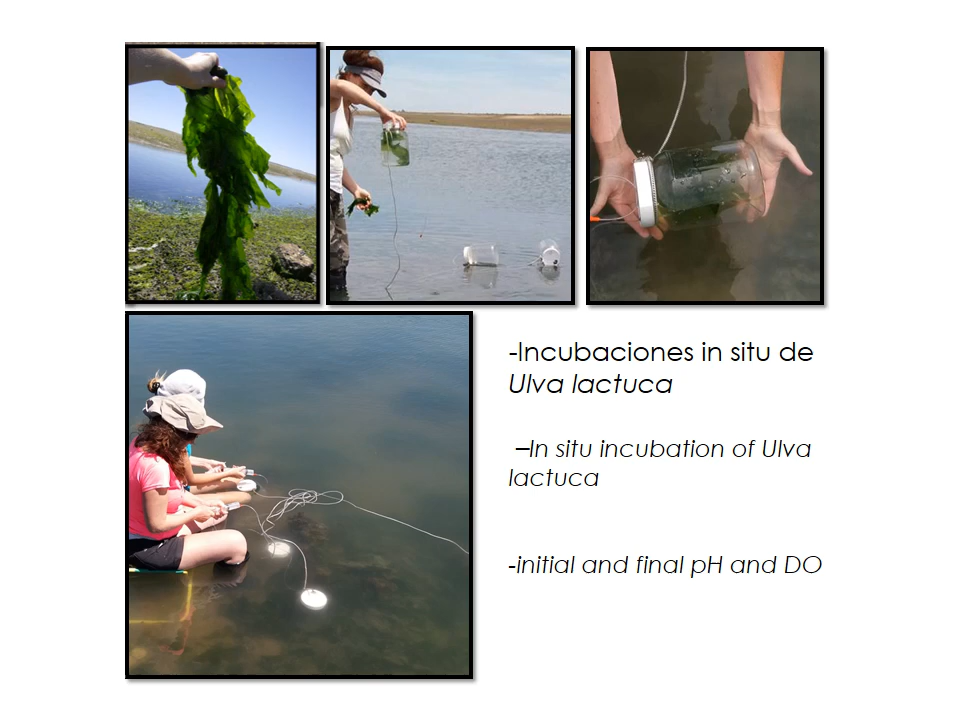 -Incubaciones in situ de
Ulva lactuca
–In situ incubation of Ulva
lactuca
-initial and final pH and DO